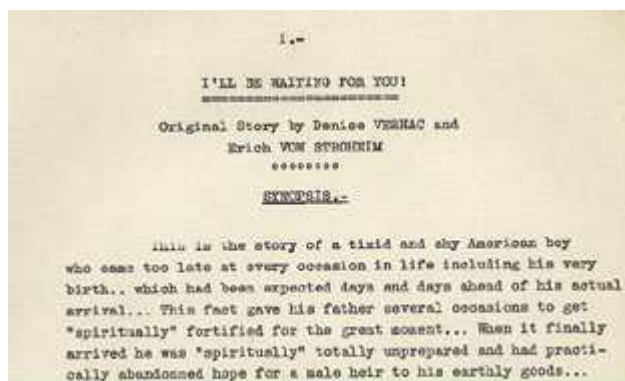 1.-
I'LL BE WAITING FOR YOU!
Original Story by Denise VERNAC and
Erich VON STROHEIM
SYNOPSIS.-
This is the story of a timid and shy American boy
who came too late at every occasion in life including his very
birth.. which had been expected days and days ahead of his actual
arrival... This fact gave his father several occasions to get
"spiritually" fortified for the great moment... When it finally
arrived he was "spiritually" totally unprepared and had practi-
cally abandonned hope for a male heir to his earthly goods...